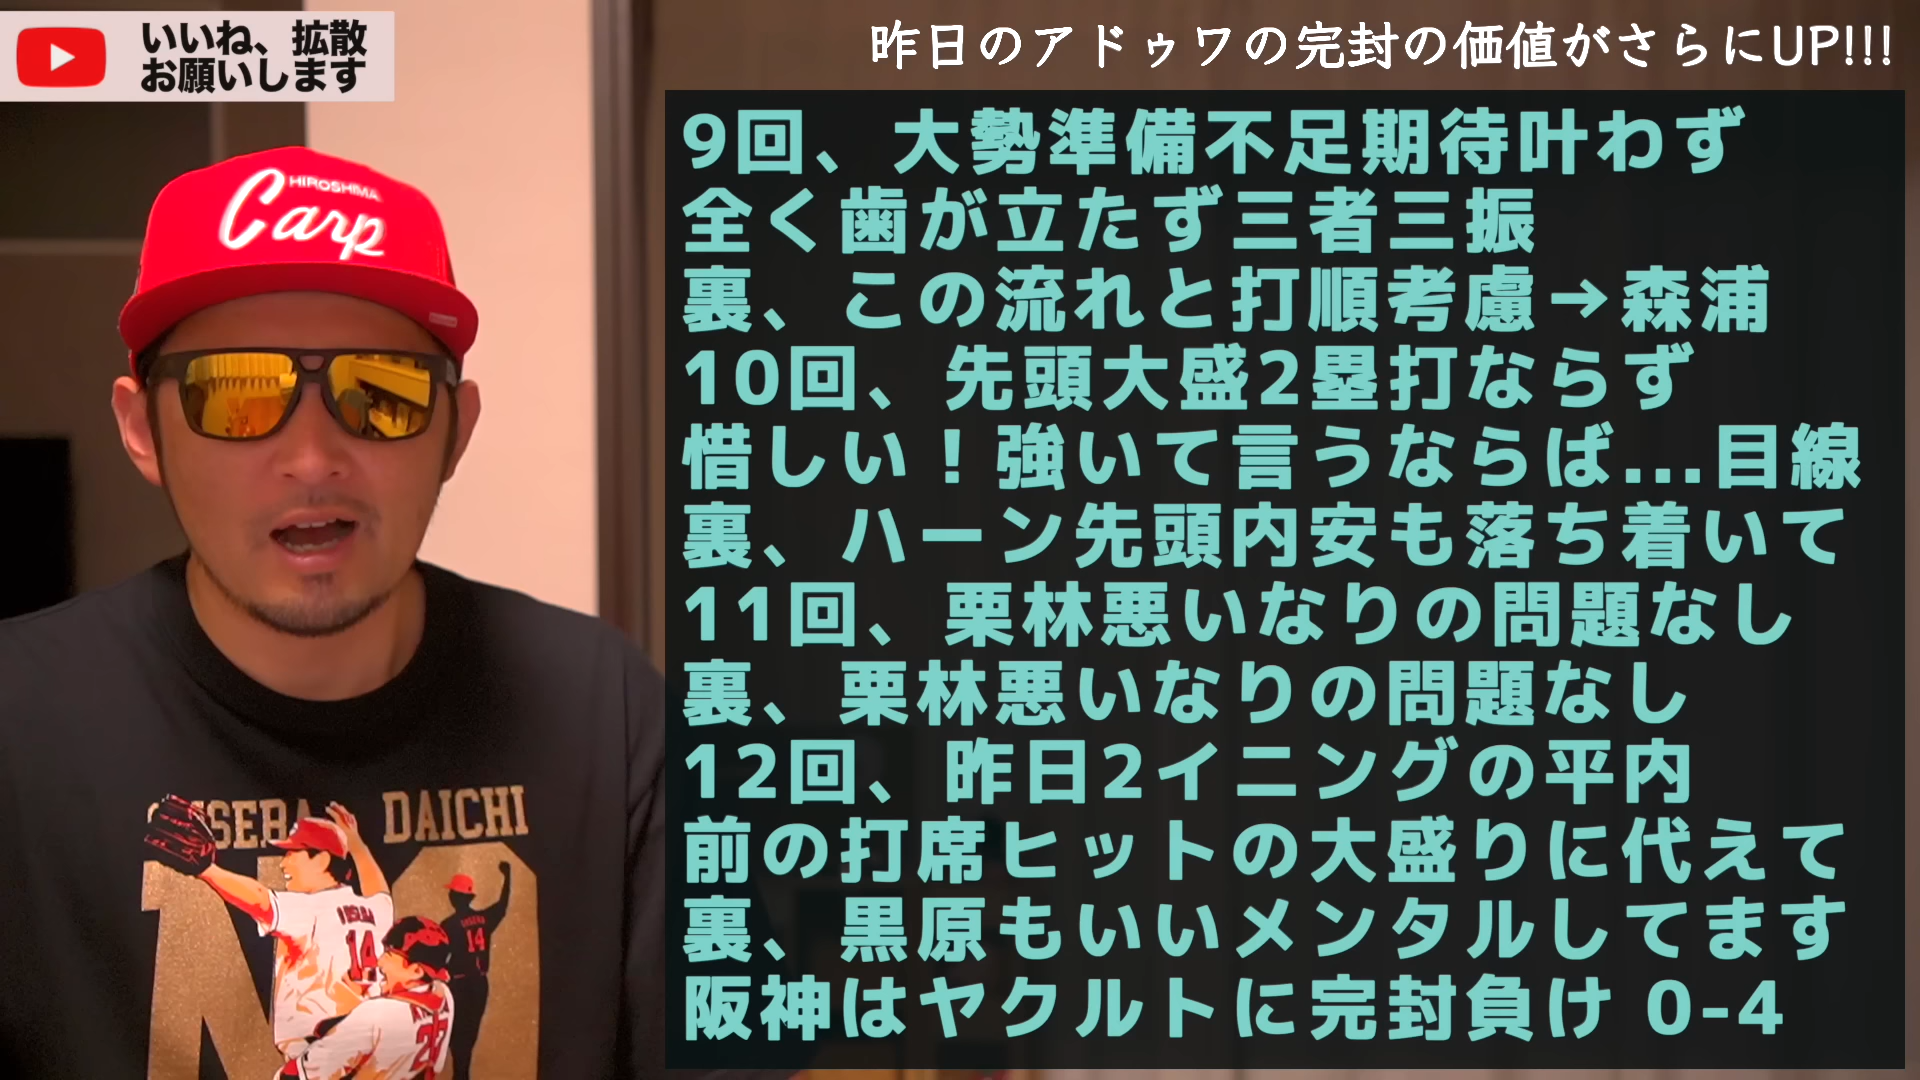 いいね、拡散
お願いします
昨日のアドゥワの完封の価値がさらにUP!!!
9回、大勢準備不足期待叶わず
全く歯が立たず三者三振
裏、この流れと打順考慮→森浦
10回、先頭大盛2塁打ならず
惜しい！強いて言うならば...目線
裏、ハーン先頭内安も落ち着いて
11回、栗林悪いなりの問題なし
裏、栗林悪いなりの問題なし
12回、昨日2イニングの平内
前の打席ヒットの大盛りに代えて
裏、黒原もいいメンタルしてます
阪神はヤクルトに完封負け 0-4
HIROSHIMA
Carp
DAICHI
14
14